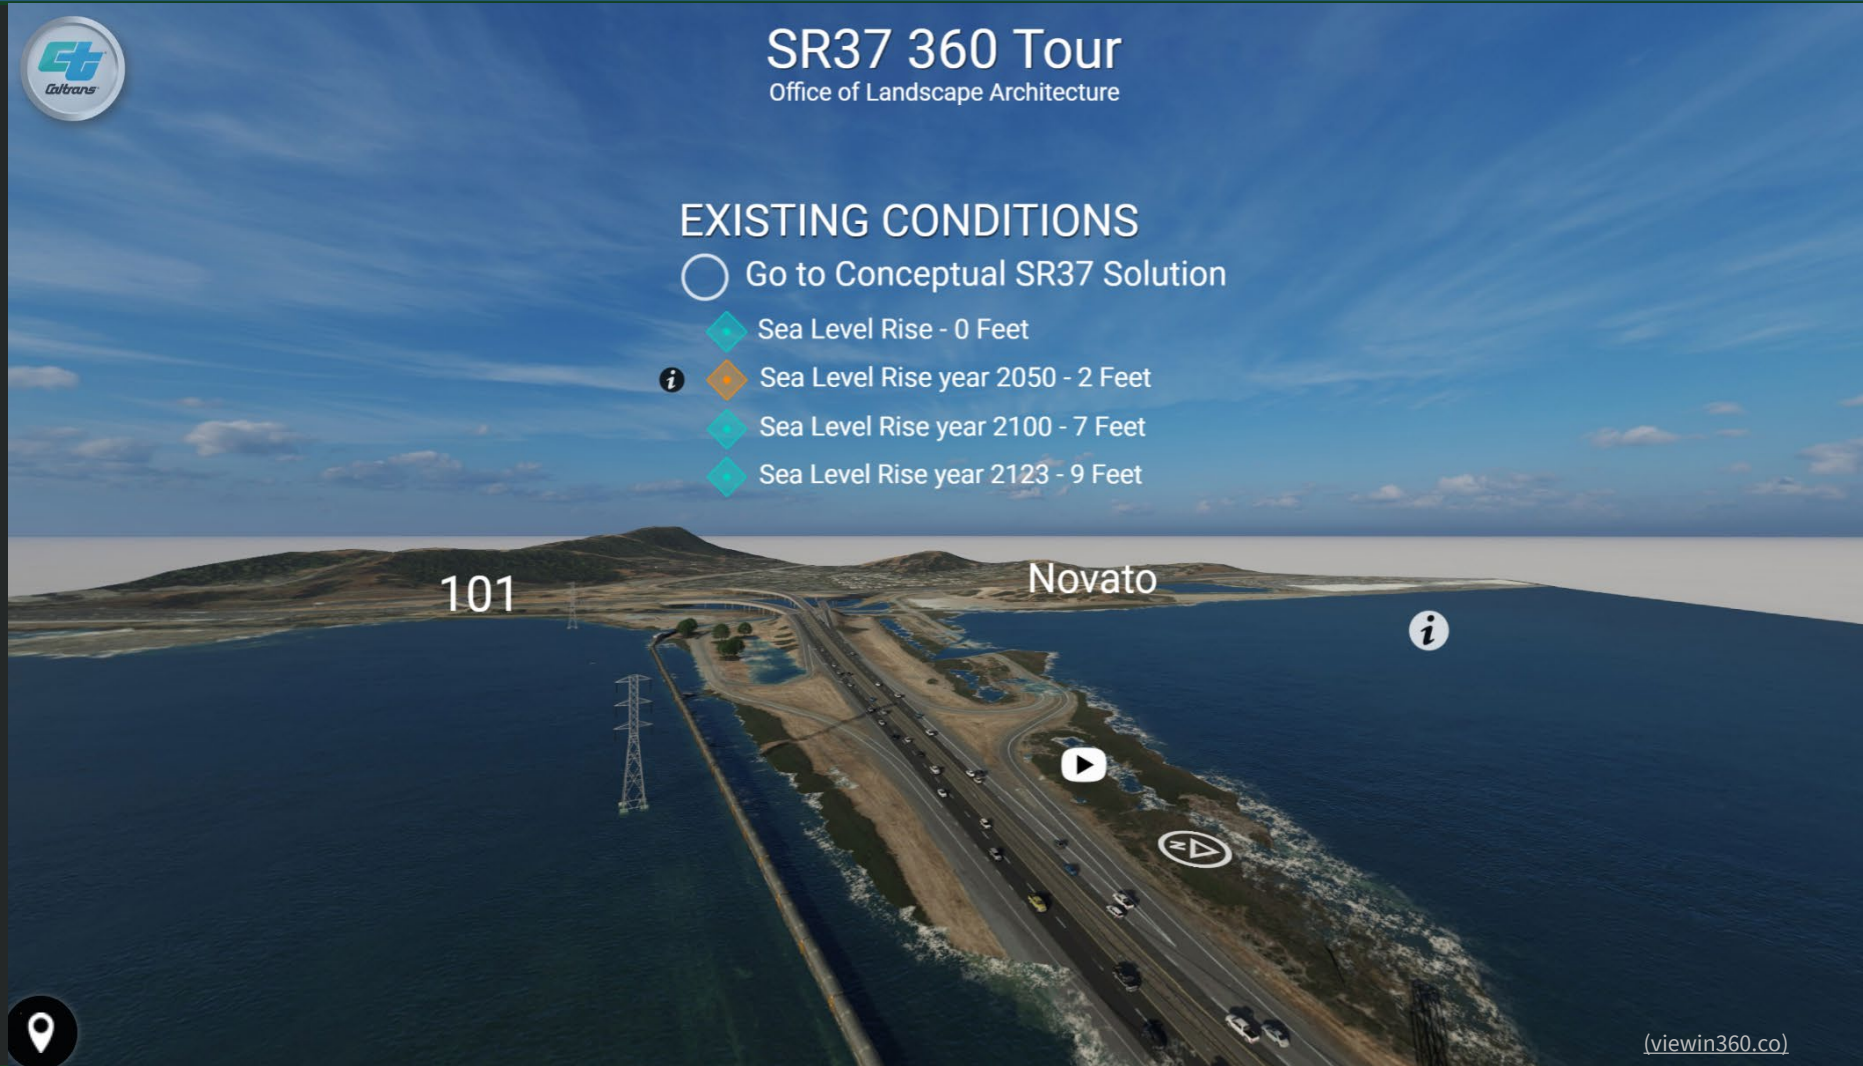 Caltrans
SR37 360 Tour
Office of Landscape Architecture
EXISTING CONDITIONS
Go to Conceptual SR37 Solution
Sea Level Rise - 0 Feet
Sea Level Rise year 2050 - 2 Feet
Sea Level Rise year 2100 - 7 Feet
Sea Level Rise year 2123 - 9 Feet
101
Novato
N
(viewin360.co)